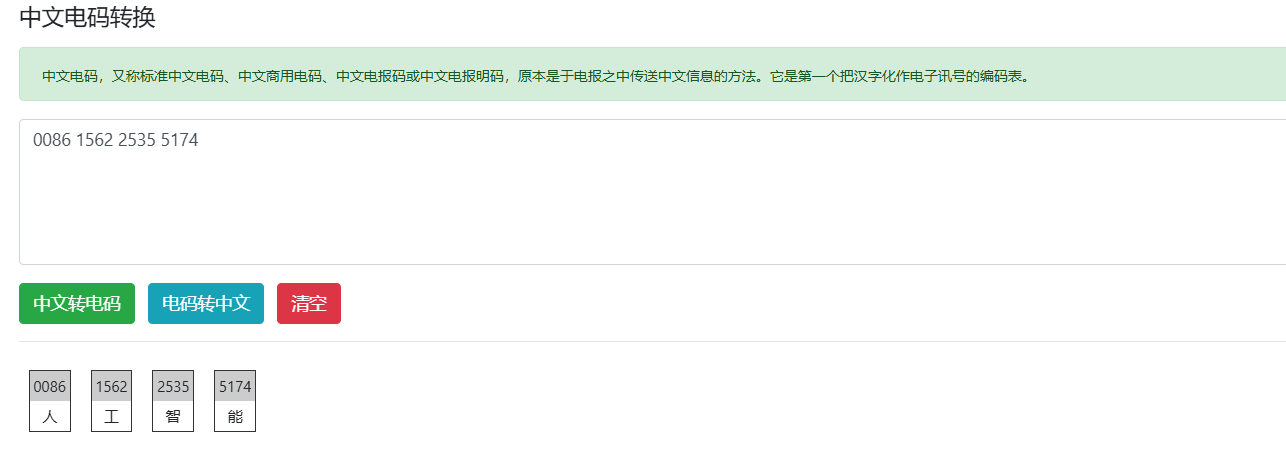 中文电码转换
中文电码，又称标准中文电码、中文商用电码、中文电报码或中文电报明码，原本是于电报之中传送中文信息的方法。它是第一个把汉字化作电子讯号的编码表。
0086 1562 2535 5174
中文转电码 电码转中文 清空
0086 1562 2535 5174
人 工 智 能